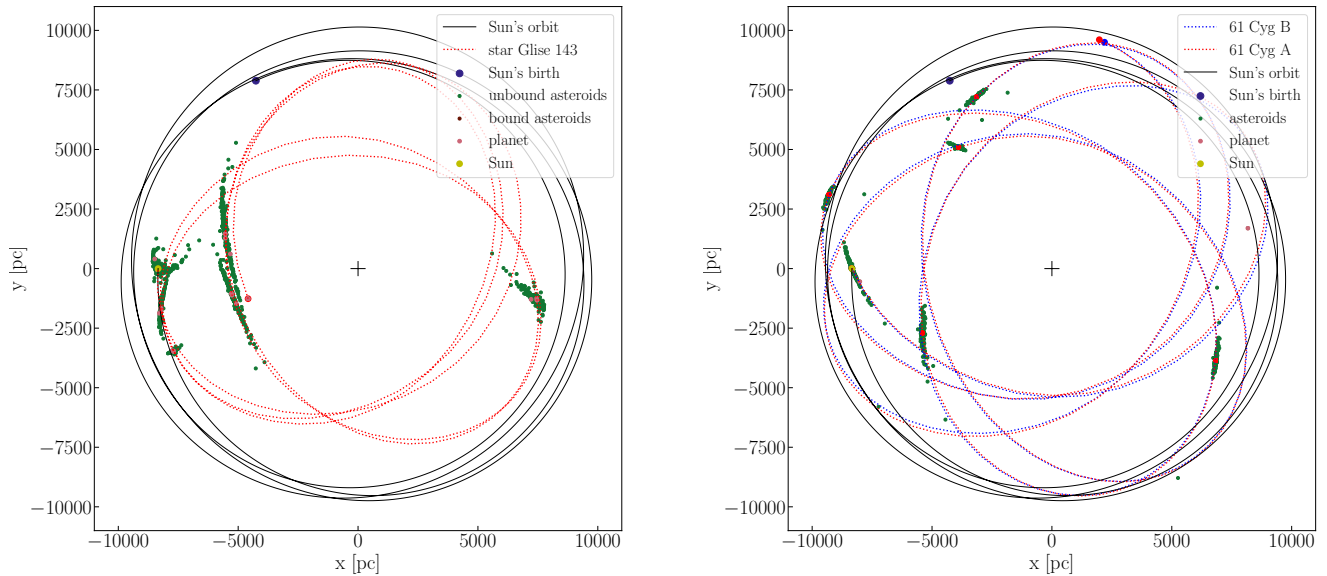 10000
7500
5000
2500
0
−2500
−5000
−7500
−10000
y [pc]
−10000
−5000
0
5000
10000
x [pc]
Sun's orbit
star Glise 143
Sun's birth
unbound asteroids
bound asteroids
planet
Sun
10000
7500
5000
2500
0
−2500
−5000
−7500
−10000
y [pc]
−10000
−5000
0
5000
10000
x [pc]
61 Cyg B
61 Cyg A
Sun's orbit
Sun's birth
asteroids
planet
Sun